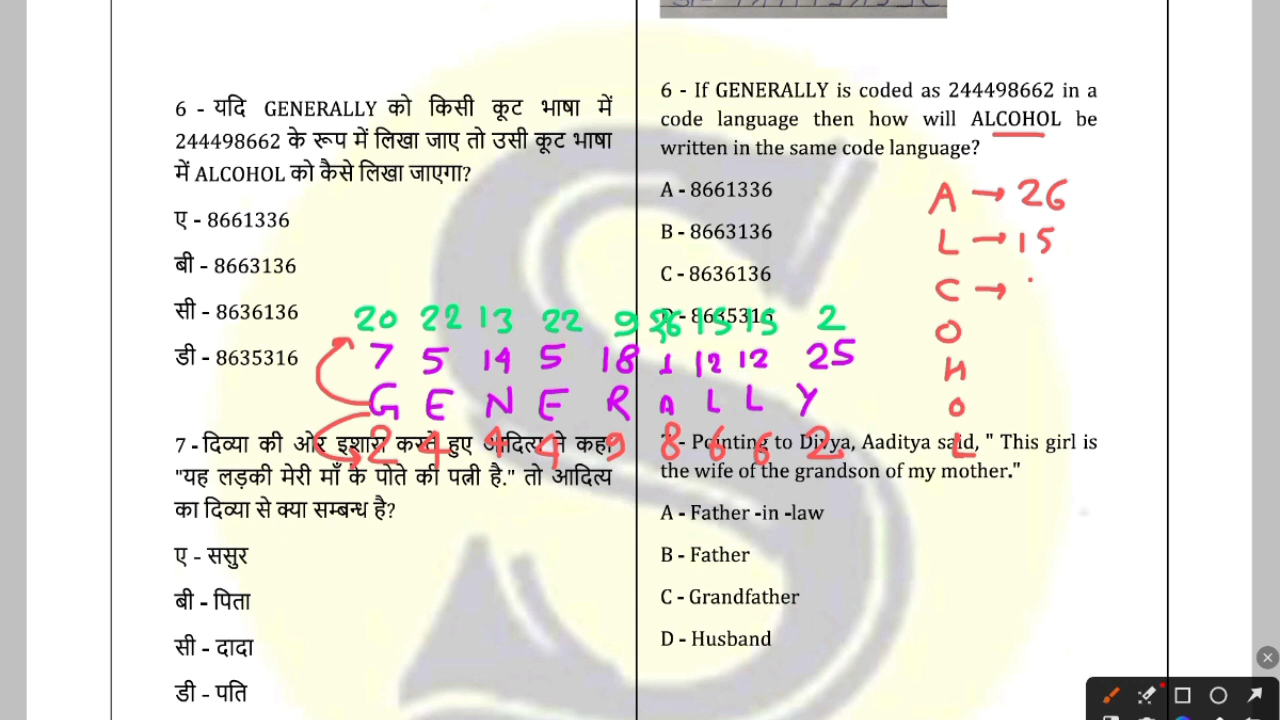 6 - यदि GENERALLY को किसी कूट भाषा में
244498662 के रूप में लिखा जाए तो उसी कूट भाषा
में ALCOHOL को कैसे लिखा जाएगा?
ए - 8661336
बी - 8663136
सी - 8636136
डी - 8635316
7 - दिव्या की ओर इशारा करते हुए आदित्य ने कहा
"यह लड़की मेरी माँ के पोते की पत्नी है." तो आदित्य
का दिव्या से क्या सम्बन्ध है?
ए - ससुर
बी - पिता
सी - दादा
डी - पति
6 - If GENERALLY is coded as 244498662 in a
code language then how will ALCOHOL be
written in the same code language?
A - 8661336
B - 8663136
C - 8636136
D - 8635316
7 - Pointing to Divya, Aaditya said, " This girl is
the wife of the grandson of my mother."
A - Father -in -law
B - Father
C - Grandfather
D - Husband
20 22 13 22 9 26 15 15 2
7 5 14 5 18 1 12 12 25
G E N E R A L L Y
2 4 4 4 9 8 6 6 2
A → 26
L → 15
C →
O
H
O
L